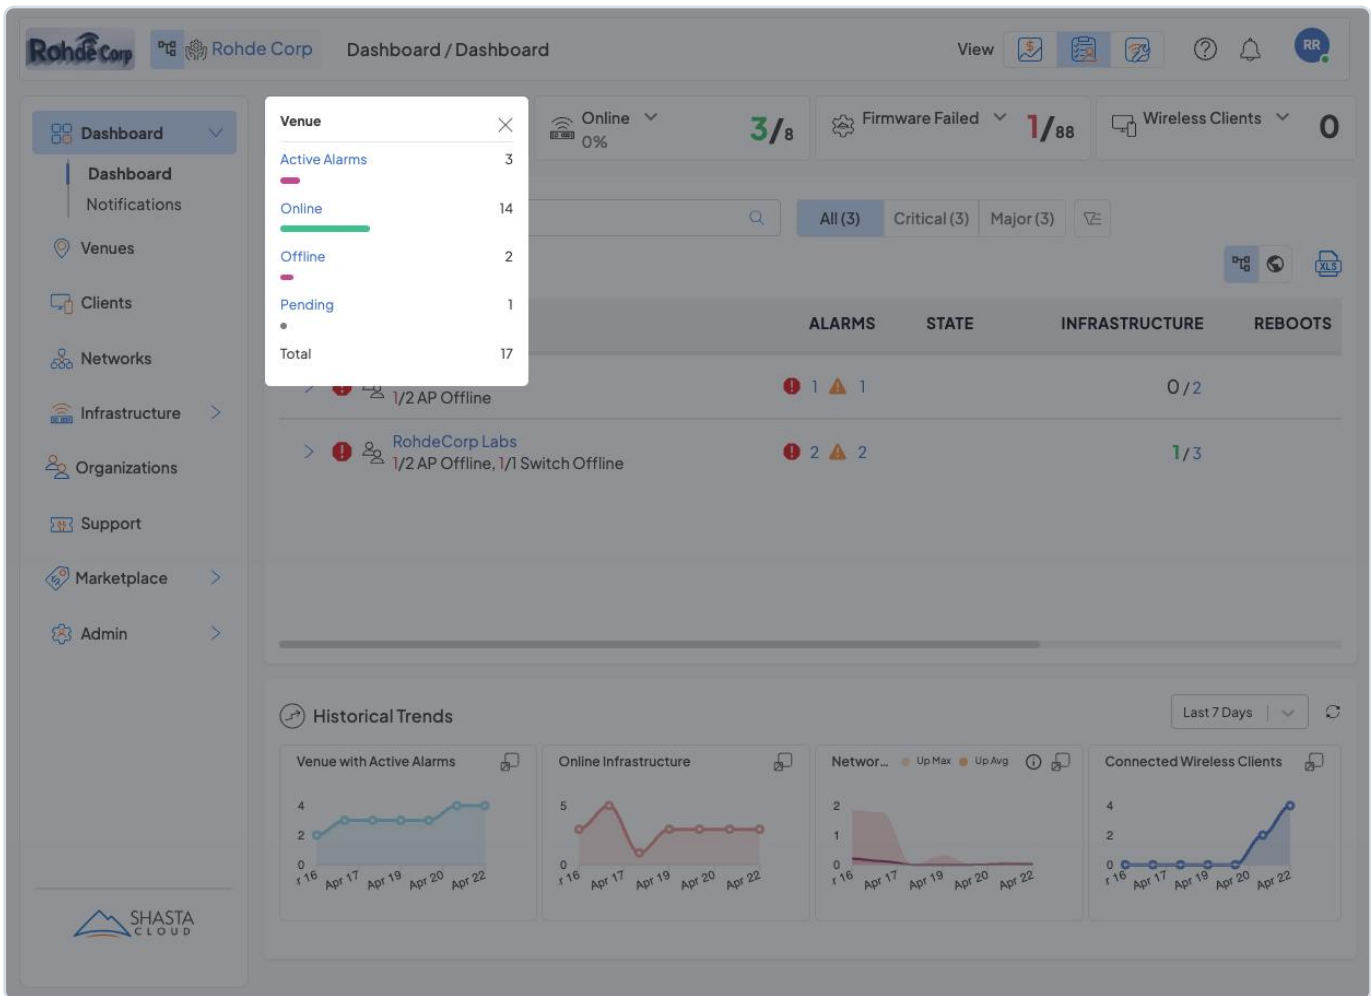 Rohde Corp
Rohde Corp
Dashboard / Dashboard
View
RR
Dashboard
Dashboard
Notifications
Venues
Clients
Networks
Infrastructure
Organizations
Support
Marketplace
Admin
SHASTA
CLOUD
Venue
Active Alarms 3
Online 14
Offline 2
Pending 1
Total 17
Online
0%
3/8
Firmware Failed
1/88
Wireless Clients
0
All (3)
Critical (3)
Major (3)
XLS
ALARMS STATE INFRASTRUCTURE REBOOTS
1/2 AP Offline
1 1 0/2
RohdeCorp Labs
1/2 AP Offline, 1/1 Switch Offline
2 2 1/3
Historical Trends
Last 7 Days
Venue with Active Alarms
4
2
0
r 16 Apr 17 Apr 19 Apr 20 Apr 22
Online Infrastructure
5
0
r 16 Apr 17 Apr 19 Apr 20 Apr 22
Networ... Up Max Up Avg
2
1
0
r 16 Apr 17 Apr 19 Apr 20 Apr 22
Connected Wireless Clients
4
2
0
r 16 Apr 17 Apr 19 Apr 20 Apr 22